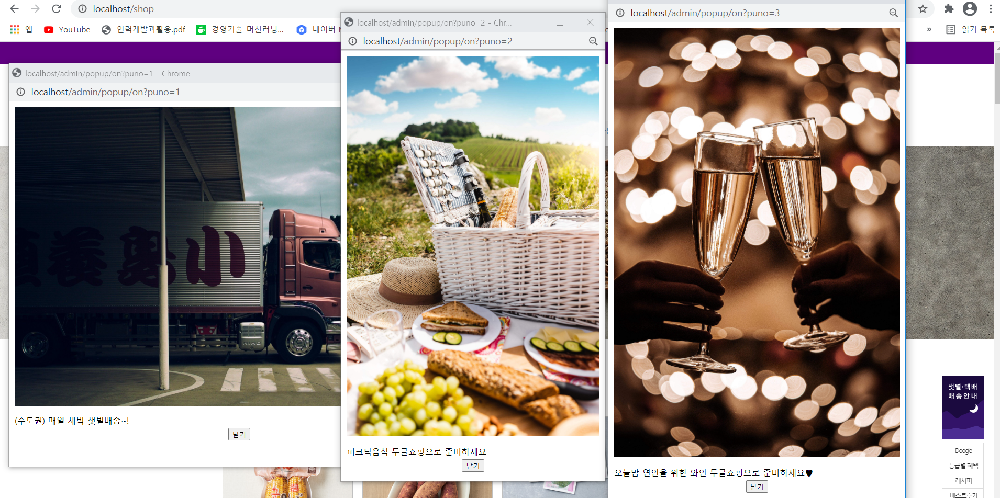 localhost/shop
앱
YouTube
인력개발과활용.pdf
경영기술_머신러닝...
네이버
»
읽기 목록
localhost/admin/popup/on?puno=1 - Chrome
localhost/admin/popup/on?puno=1
小
(수도권) 매일 새벽 샛별배송~!
닫기
localhost/admin/popup/on?puno=2 - Chr...
localhost/admin/popup/on?puno=2
피크닉음식 두글쇼핑으로 준비하세요
닫기
localhost/admin/popup/on?puno=3
오늘밤 연인을 위한 와인 두글쇼핑으로 준비하세요♥
닫기
샛별·택배
배송안내
Doogle
등급별 혜택
레시피
베스트후기
HINO